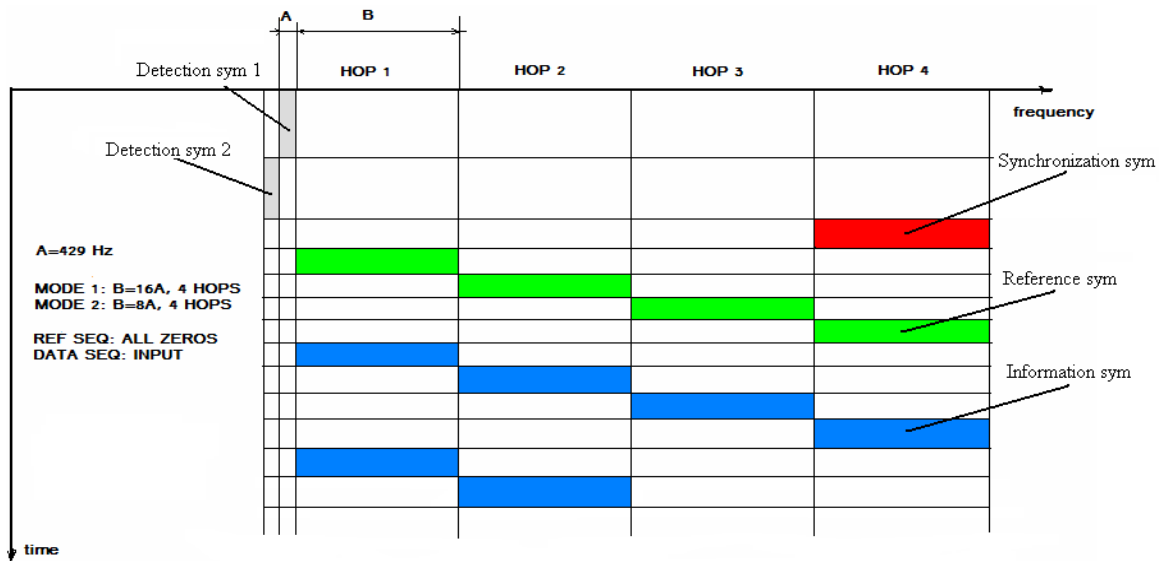 A
B
Detection sym 1
HOP 1
HOP 2
HOP 3
HOP 4
frequency
Detection sym 2
Synchronization sym
A=429 Hz
MODE 1: B=16A, 4 HOPS
MODE 2: B=8A, 4 HOPS
Reference sym
REF SEQ: ALL ZEROS
DATA SEQ: INPUT
Information sym
time